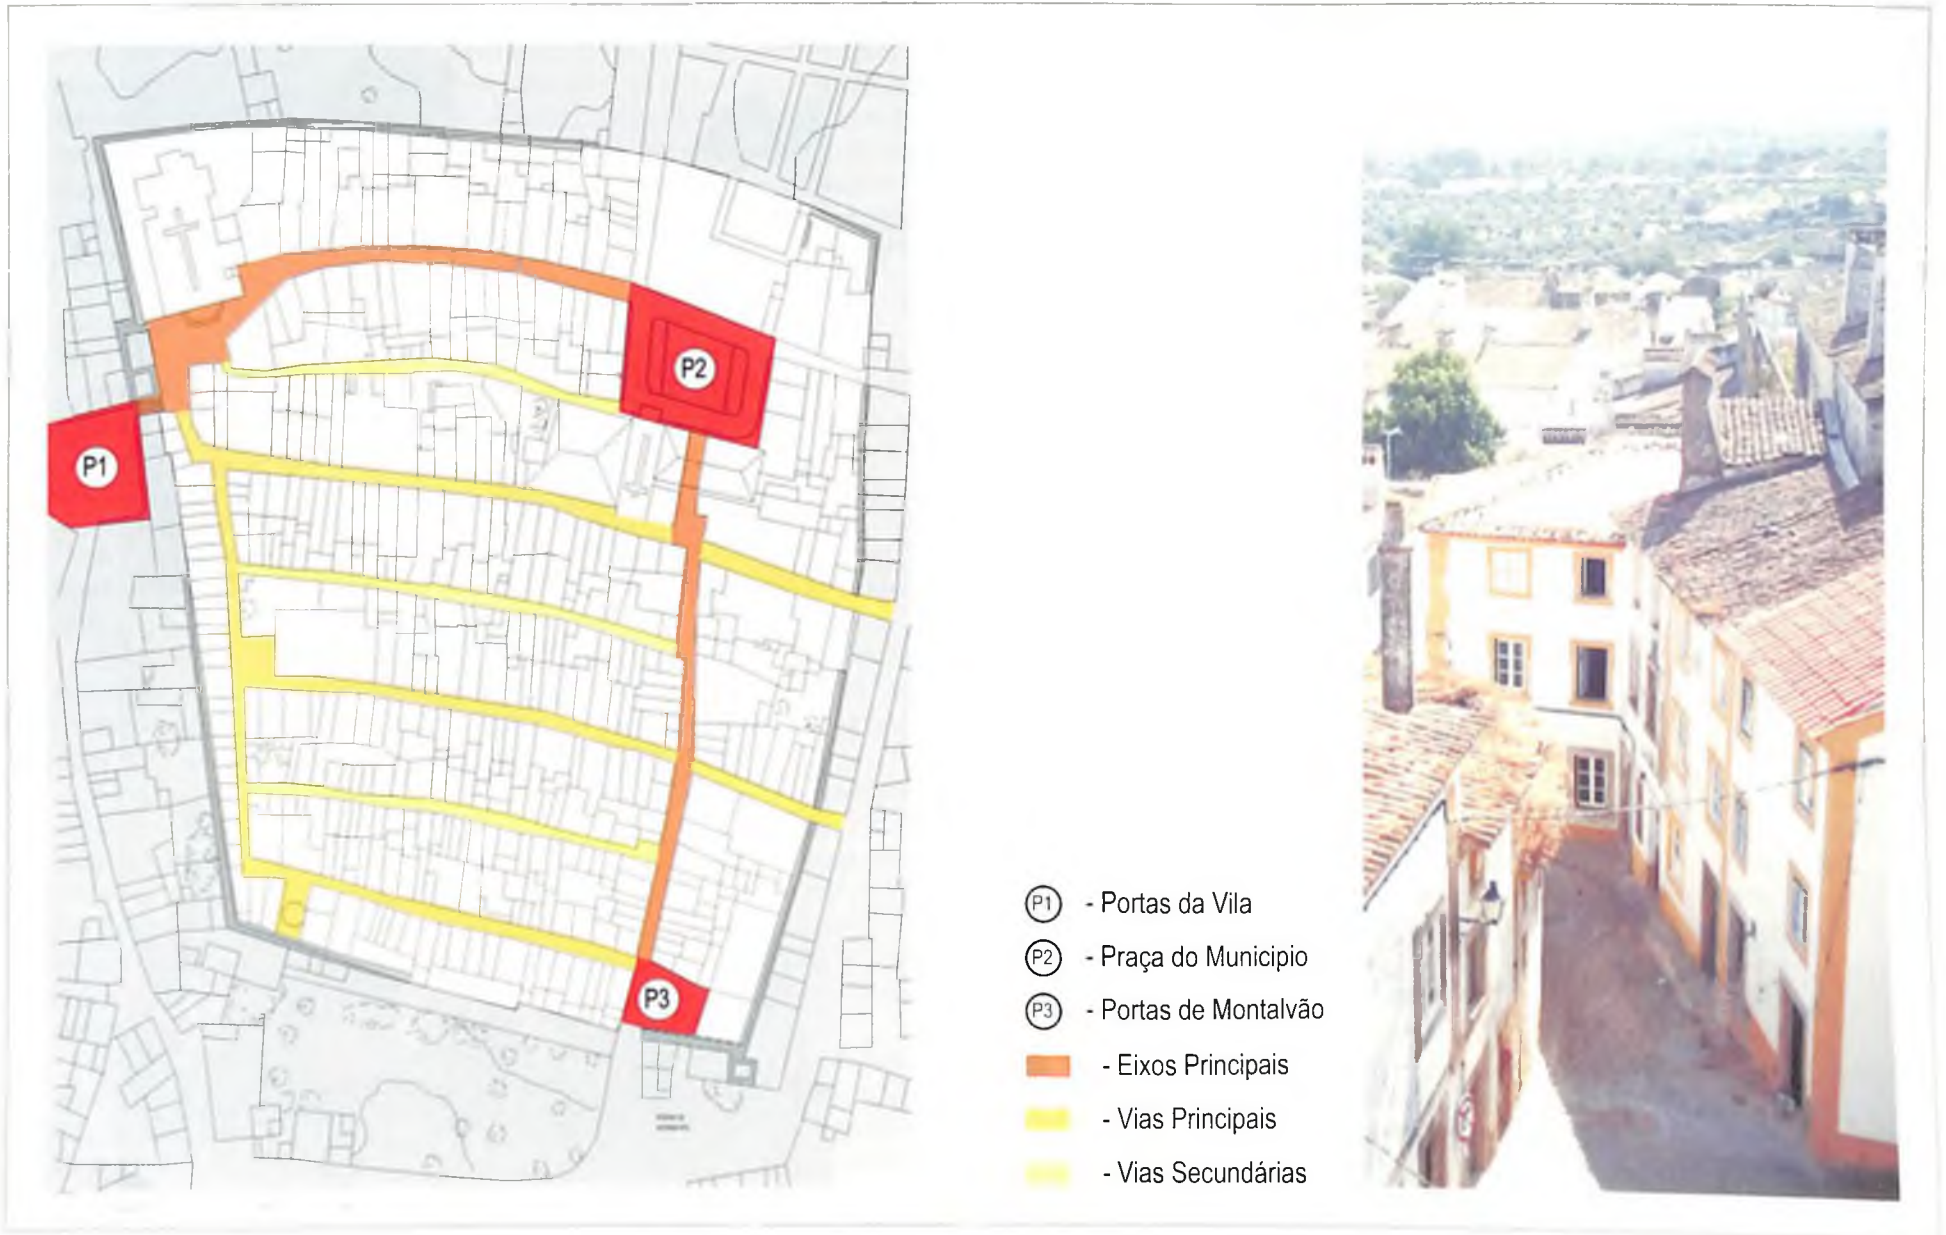 P2
P1
P3
P1 - Portas da Vila
P2 - Praça do Municipio
P3 - Portas de Montalvão
- Eixos Principais
- Vias Principais
- Vias Secundárias